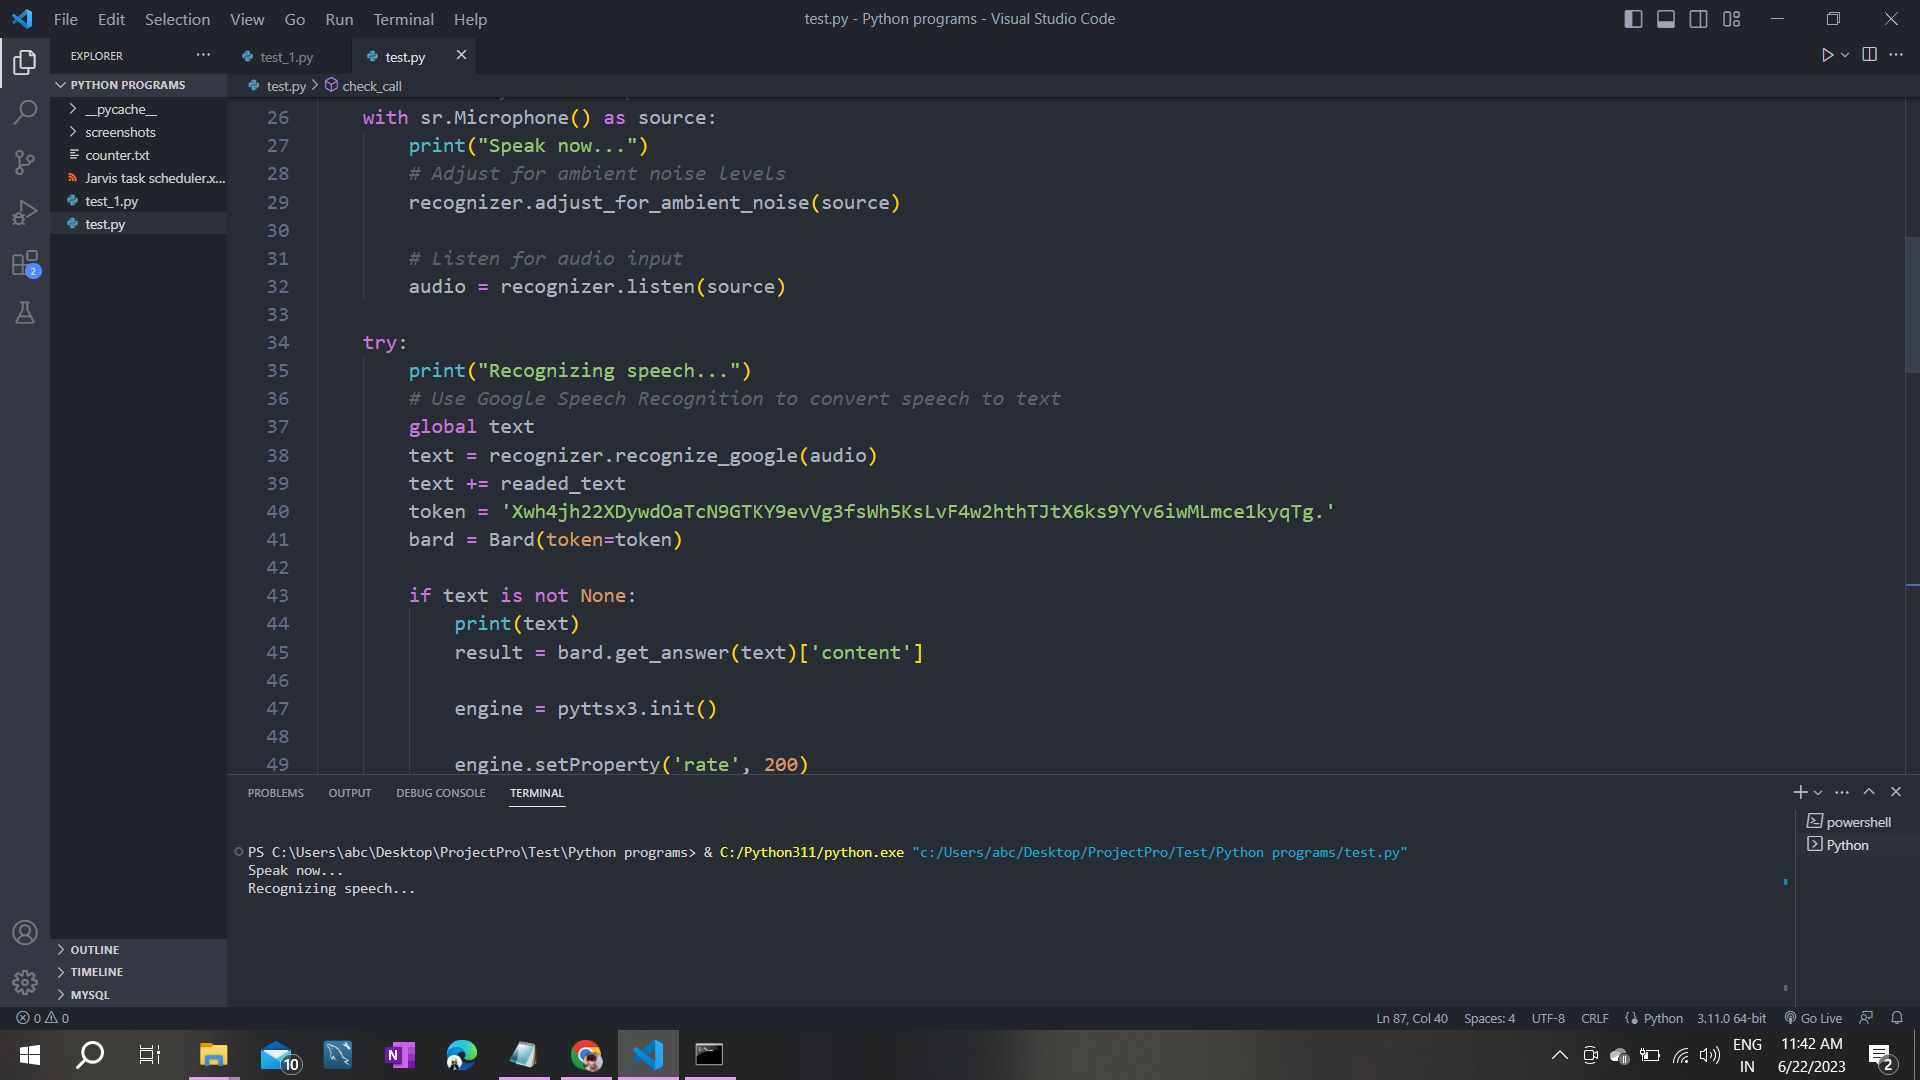 File Edit Selection View Go Run Terminal Help
test.py - Python programs - Visual Studio Code
EXPLORER
PYTHON PROGRAMS
__pycache__
screenshots
counter.txt
Jarvis task scheduler.x...
test_1.py
test.py
2
OUTLINE
TIMELINE
MYSQL
test_1.py
test.py
test.py > check_call
26 with sr.Microphone() as source:
27 print("Speak now...")
28 # Adjust for ambient noise levels
29 recognizer.adjust_for_ambient_noise(source)
30
31 # Listen for audio input
32 audio = recognizer.listen(source)
33
34 try:
35 print("Recognizing speech...")
36 # Use Google Speech Recognition to convert speech to text
37 global text
38 text = recognizer.recognize_google(audio)
39 text += readed_text
40 token = 'Xwh4jh22XDywdOaTcN9GTKY9evVg3fsWh5KsLvF4w2hthTJtX6ks9YYv6iwMLmce1kyqTg.'
41 bard = Bard(token=token)
42
43 if text is not None:
44 print(text)
45 result = bard.get_answer(text)['content']
46
47 engine = pyttsx3.init()
48
49 engine.setProperty('rate', 200)
PROBLEMS OUTPUT DEBUG CONSOLE TERMINAL
PS C:\Users\abc\Desktop\ProjectPro\Test\Python programs> & C:/Python311/python.exe "c:/Users/abc/Desktop/ProjectPro/Test/Python programs/test.py"
Speak now...
Recognizing speech...
powershell
Python
0 0
Ln 87, Col 40 Spaces: 4 UTF-8 CRLF Python 3.11.0 64-bit Go Live
10
N
ENG
IN
11:42 AM
6/22/2023
2